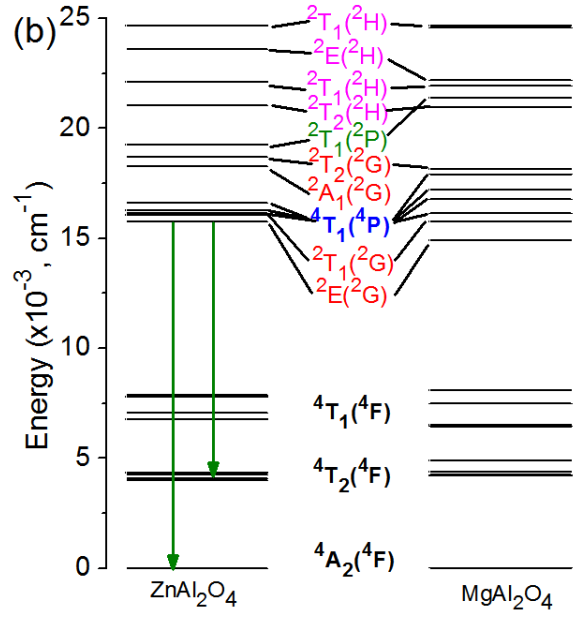 (b)
Energy (x10⁻³, cm⁻¹)
25
20
15
10
5
0
²T₁(²H)
²E(²H)
²T₁(²H)
²T₂(²H)
²T₁(²P)
²T₂(²G)
²A₁(²G)
⁴T₁(⁴P)
²T₁(²G)
²E(²G)
⁴T₁(⁴F)
⁴T₂(⁴F)
⁴A₂(⁴F)
ZnAl₂O₄
MgAl₂O₄